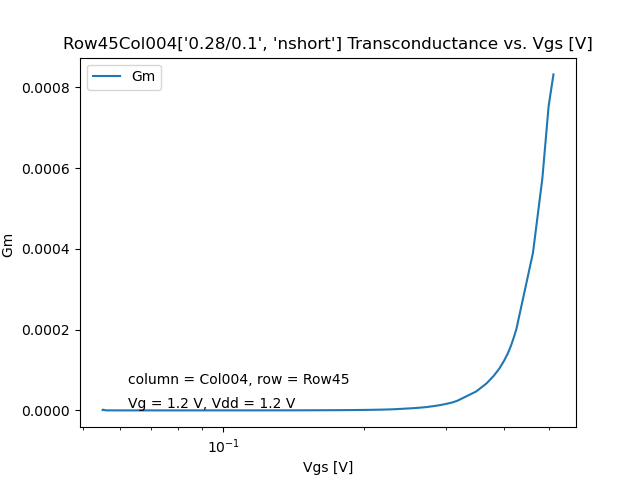 Row45Col004['0.28/0.1', 'nshort'] Transconductance vs. Vgs [V]
Gm
0.0008
0.0006
0.0004
0.0002
0.0000
Gm
column = Col004, row = Row45
Vg = 1.2 V, Vdd = 1.2 V
10⁻¹
Vgs [V]